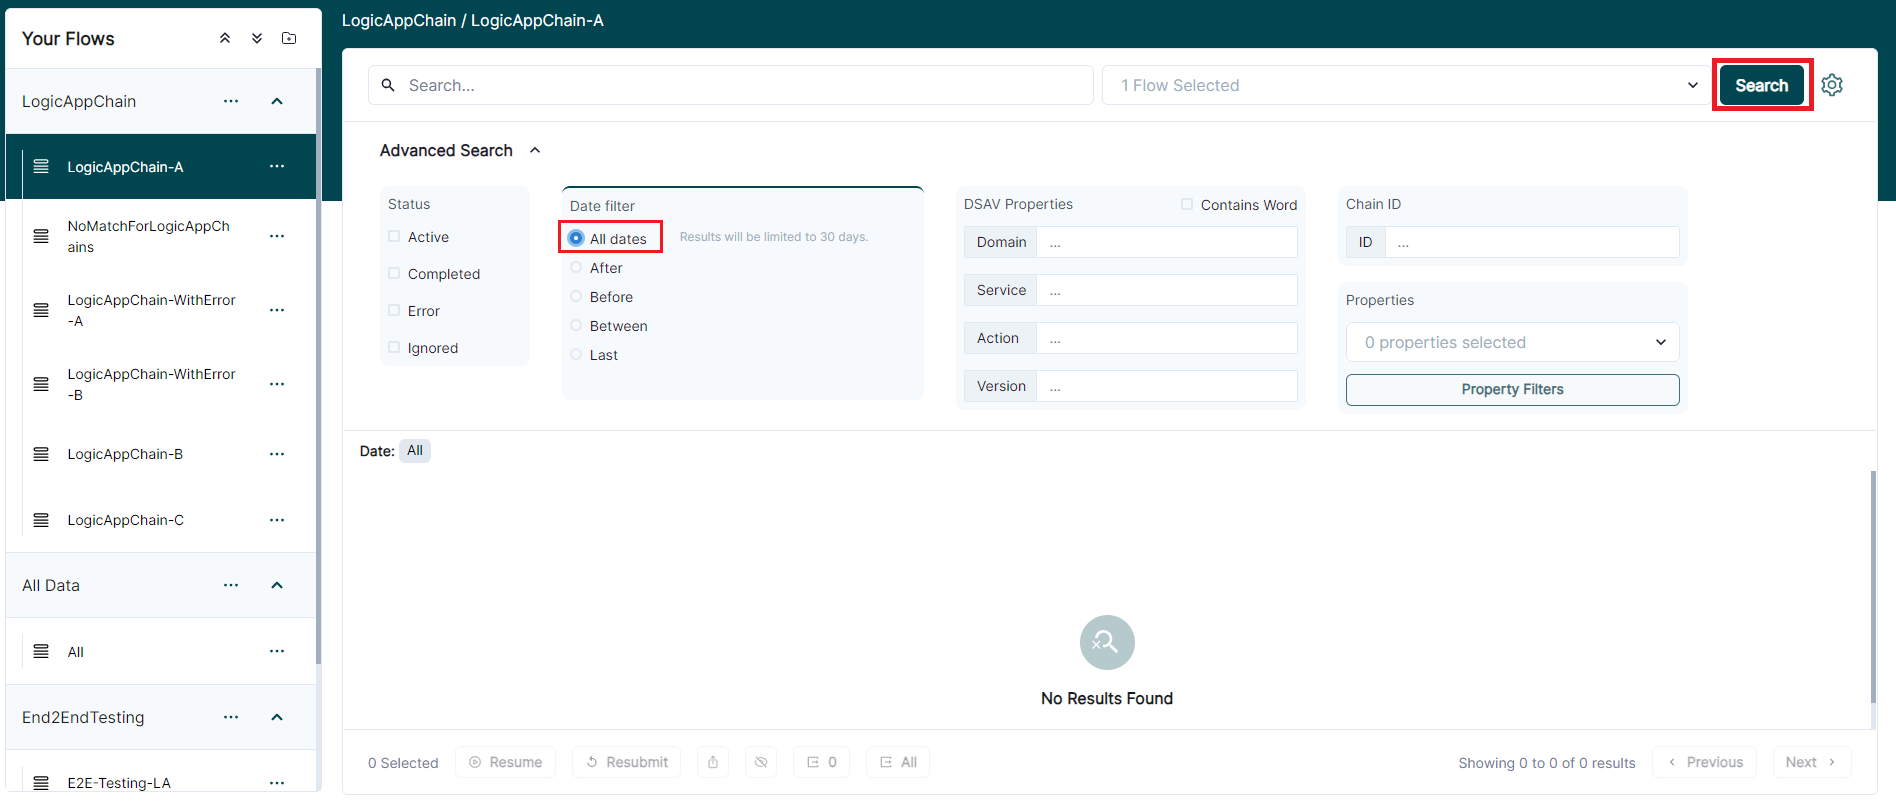 Your Flows
LogicAppChain
LogicAppChain-A
NoMatchForLogicAppCh
ains
LogicAppChain-WithError
-A
LogicAppChain-WithError
-B
LogicAppChain-B
LogicAppChain-C
All Data
All
End2EndTesting
E2E-Testing-LA
LogicAppChain / LogicAppChain-A
Search...
1 Flow Selected
Search
Advanced Search
Status
Active
Completed
Error
Ignored
Date filter
All dates
Results will be limited to 30 days.
After
Before
Between
Last
DSAV Properties
Contains Word
Domain ...
Service ...
Action ...
Version ...
Chain ID
ID ...
Properties
0 properties selected
Property Filters
Date: All
No Results Found
0 Selected
Resume
Resubmit
0
All
Showing 0 to 0 of 0 results
Previous
Next